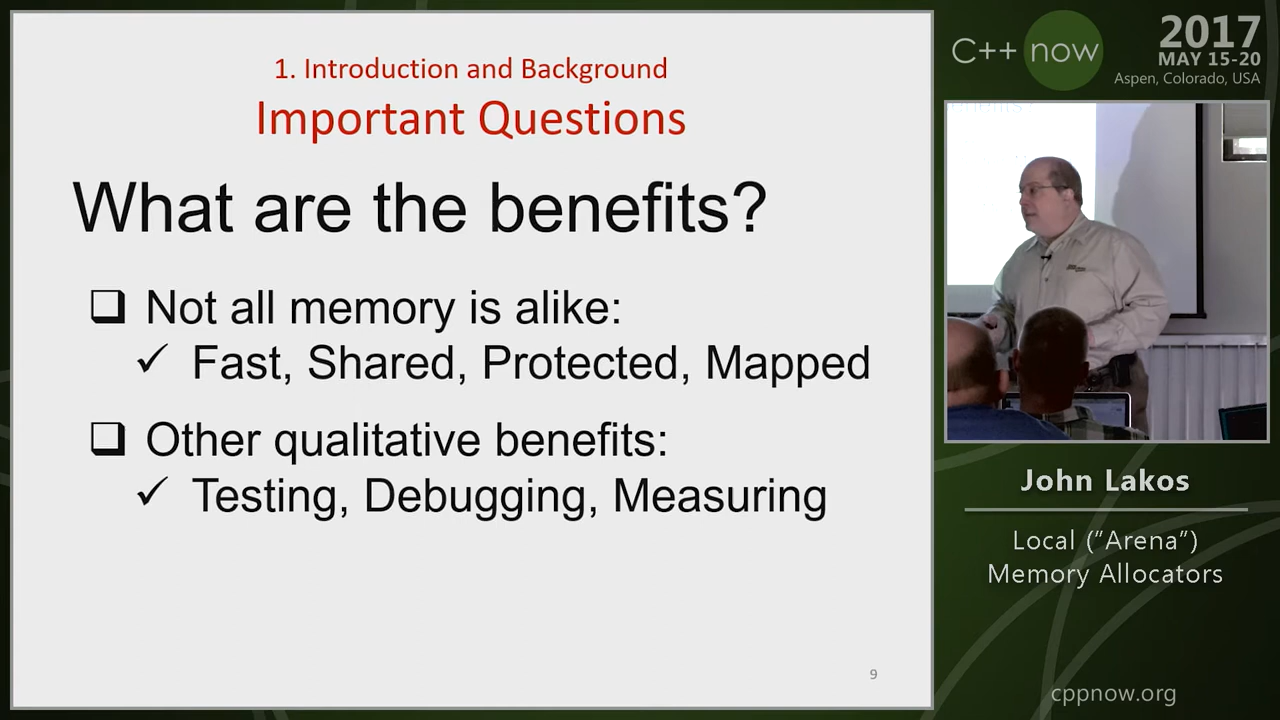 1. Introduction and Background
Important Questions
What are the benefits?
❑ Not all memory is alike:
✓ Fast, Shared, Protected, Mapped
❑ Other qualitative benefits:
✓ Testing, Debugging, Measuring
9
C++ now
2017
MAY 15-20
Aspen, Colorado, USA
John Lakos
Local ("Arena")
Memory Allocators
cppnow.org